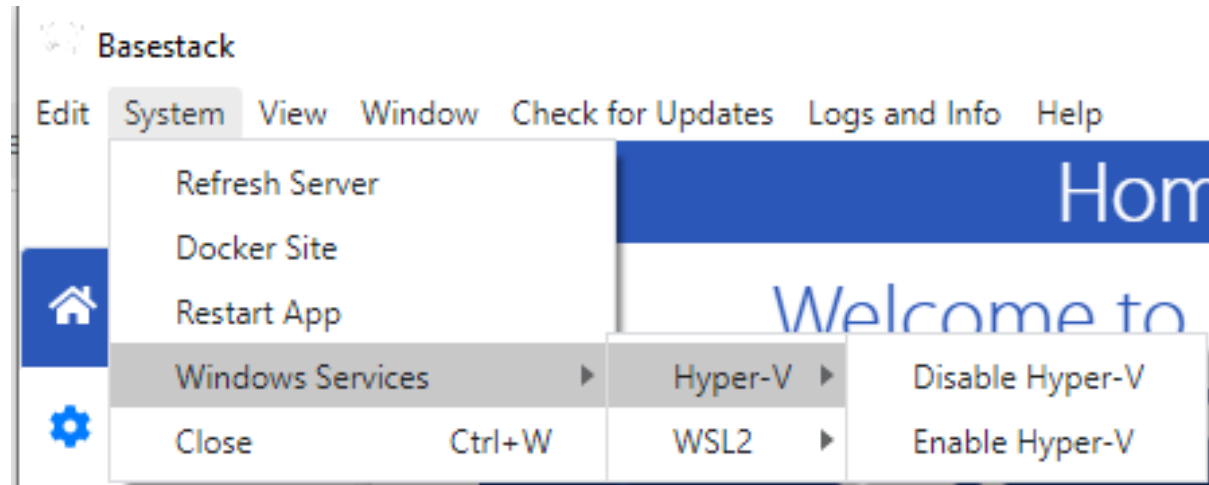 Basestack
Edit System View Window Check for Updates Logs and Info Help
Refresh Server
Docker Site
Restart App
Windows Services
Close Ctrl+W
Hyper-V
WSL2
Disable Hyper-V
Enable Hyper-V
Welcome to